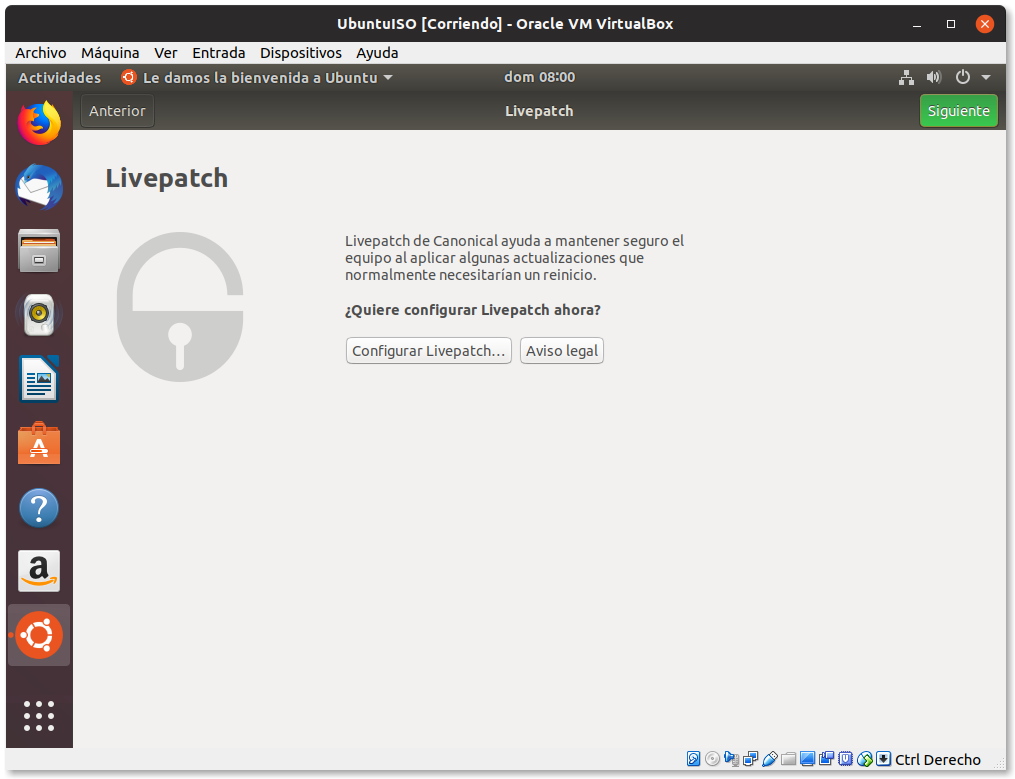 UbuntuISO [Corriendo] - Oracle VM VirtualBox
Archivo Máquina Ver Entrada Dispositivos Ayuda
Actividades Le damos la bienvenida a Ubuntu dom 08:00
Anterior Livepatch Siguiente
Livepatch
Livepatch de Canonical ayuda a mantener seguro el
equipo al aplicar algunas actualizaciones que
normalmente necesitarían un reinicio.
¿Quiere configurar Livepatch ahora?
Configurar Livepatch... Aviso legal
Ctrl Derecho